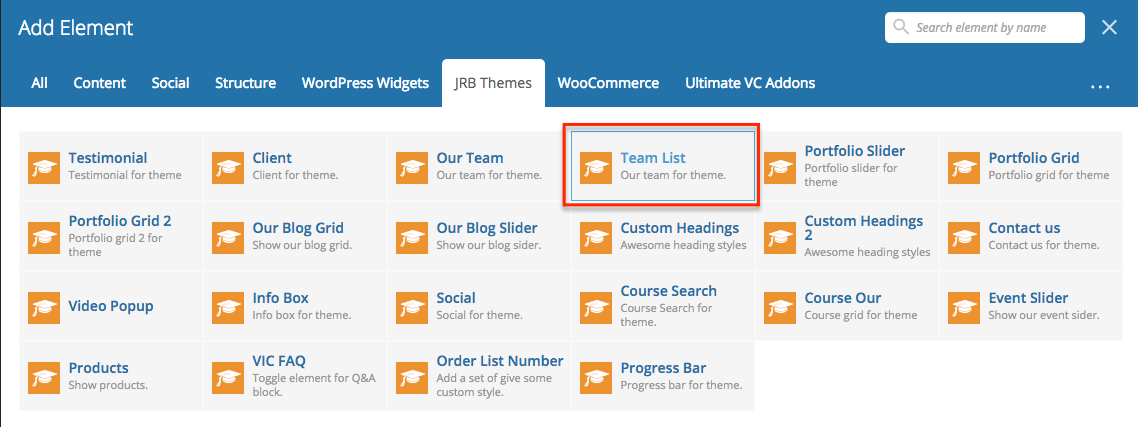 Add Element
Search element by name
All Content Social Structure WordPress Widgets JRB Themes WooCommerce Ultimate VC Addons ...
Testimonial
Testimonial for theme
Client
Client for theme.
Our Team
Our team for theme.
Team List
Our team for theme.
Portfolio Slider
Portfolio slider for
theme
Portfolio Grid
Portfolio grid for theme
Portfolio Grid 2
Portfolio grid 2 for
theme
Our Blog Grid
Show our blog grid.
Our Blog Slider
Show our blog sider.
Custom Headings
Awesome heading styles
Custom Headings
2
Awesome heading styles
Contact us
Contact us for theme.
Video Popup
Info Box
Info box for theme.
Social
Social for theme.
Course Search
Course Search for
theme.
Course Our
Course grid for theme
Event Slider
Show our event sider.
Products
Show products.
VIC FAQ
Toggle element for Q&A
block.
Order List Number
Add a set of give some
custom style.
Progress Bar
Progress bar for theme.